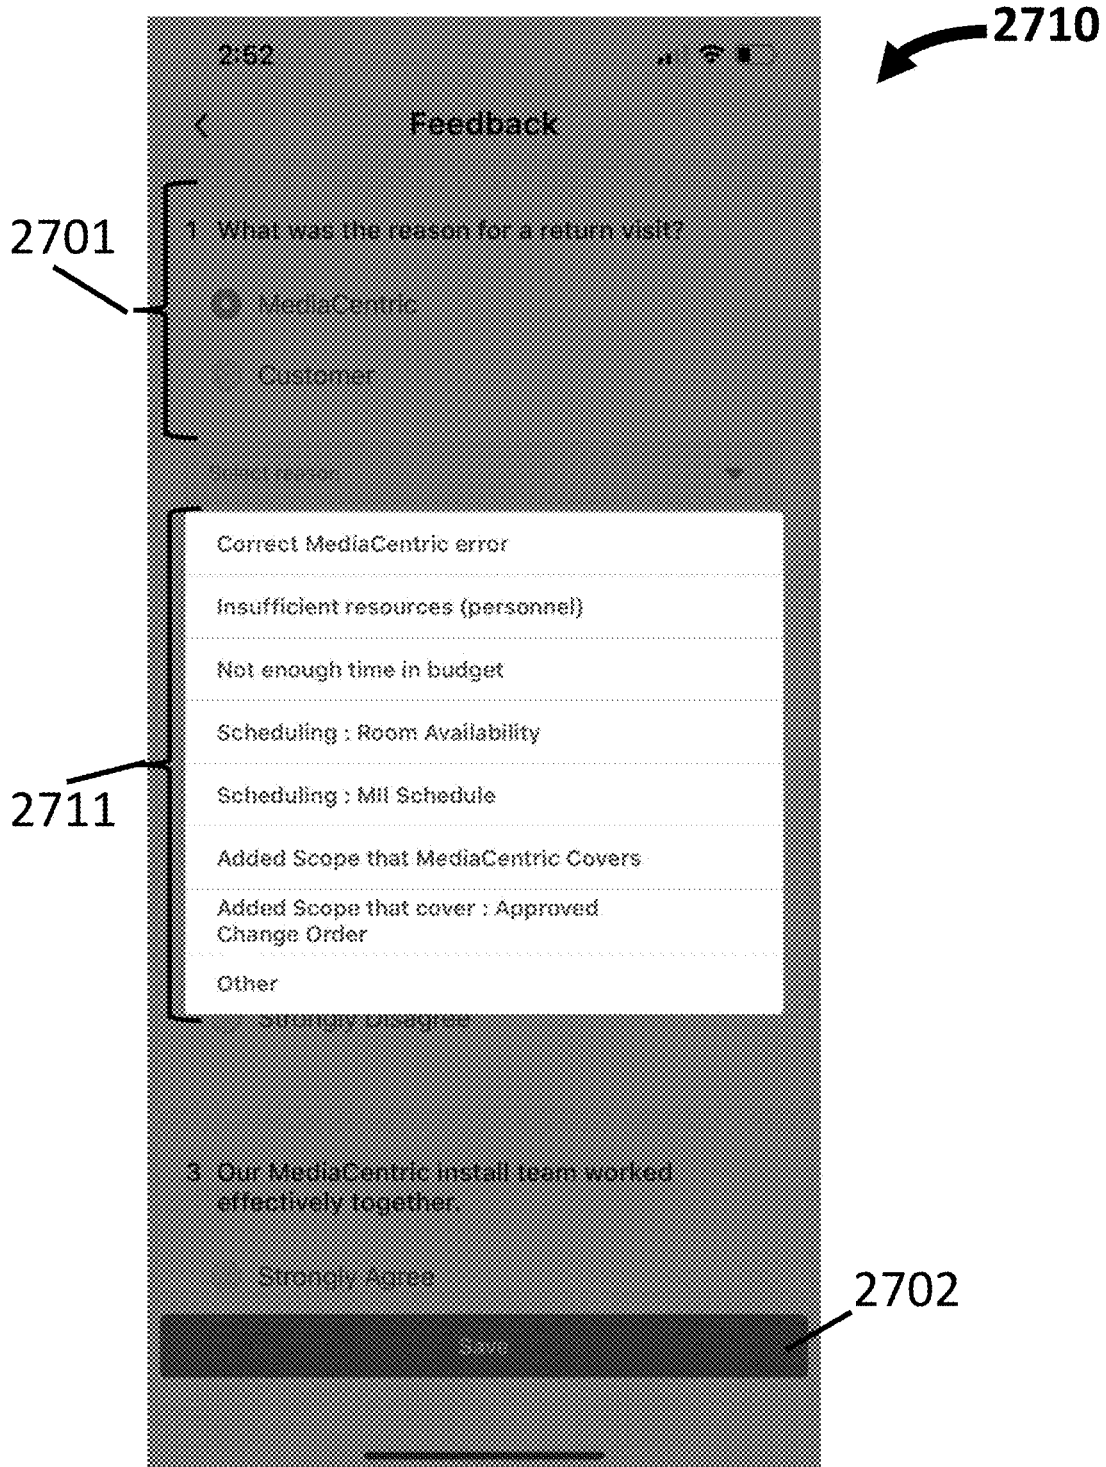 2710
2:52
Feedback
2701
1 What was the reason for a return visit?
MediaCentric
Customer
Select reason
Correct MediaCentric error
Insufficient resources (personnel)
Not enough time in budget
Scheduling : Room Availability
Scheduling : MII Schedule
2711
Added Scope that MediaCentric Covers
Added Scope that cover : Approved
Change Order
Other
Strongly Disagree
3 Our MediaCentric install team worked
effectively together.
Strongly Agree
2702
Save